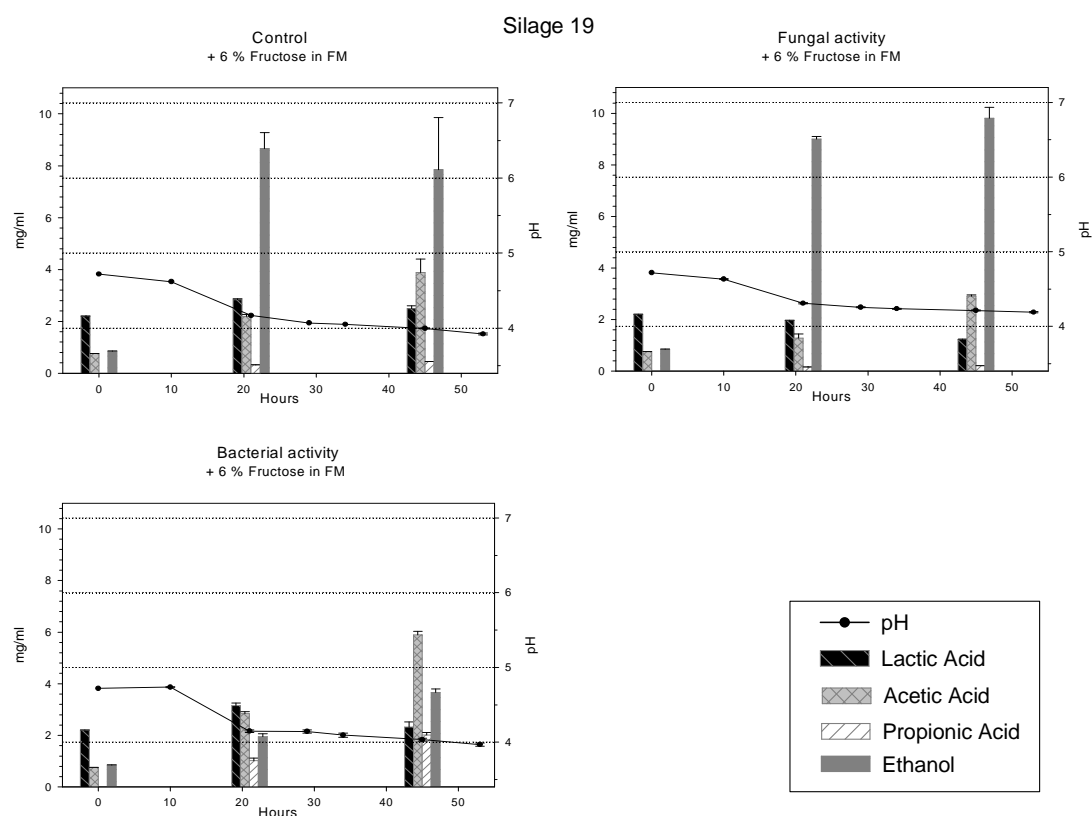 Silage 19
Control
+ 6 % Fructose in FM
mg/ml
10
8
6
4
2
0
7
6
5
4
pH
0 10 20 30 40 50
Hours
Fungal activity
+ 6 % Fructose in FM
mg/ml
10
8
6
4
2
0
7
6
5
4
pH
0 10 20 30 40 50
Hours
Bacterial activity
+ 6 % Fructose in FM
mg/ml
10
8
6
4
2
0
7
6
5
4
pH
0 10 20 30 40 50
Hours
pH
Lactic Acid
Acetic Acid
Propionic Acid
Ethanol